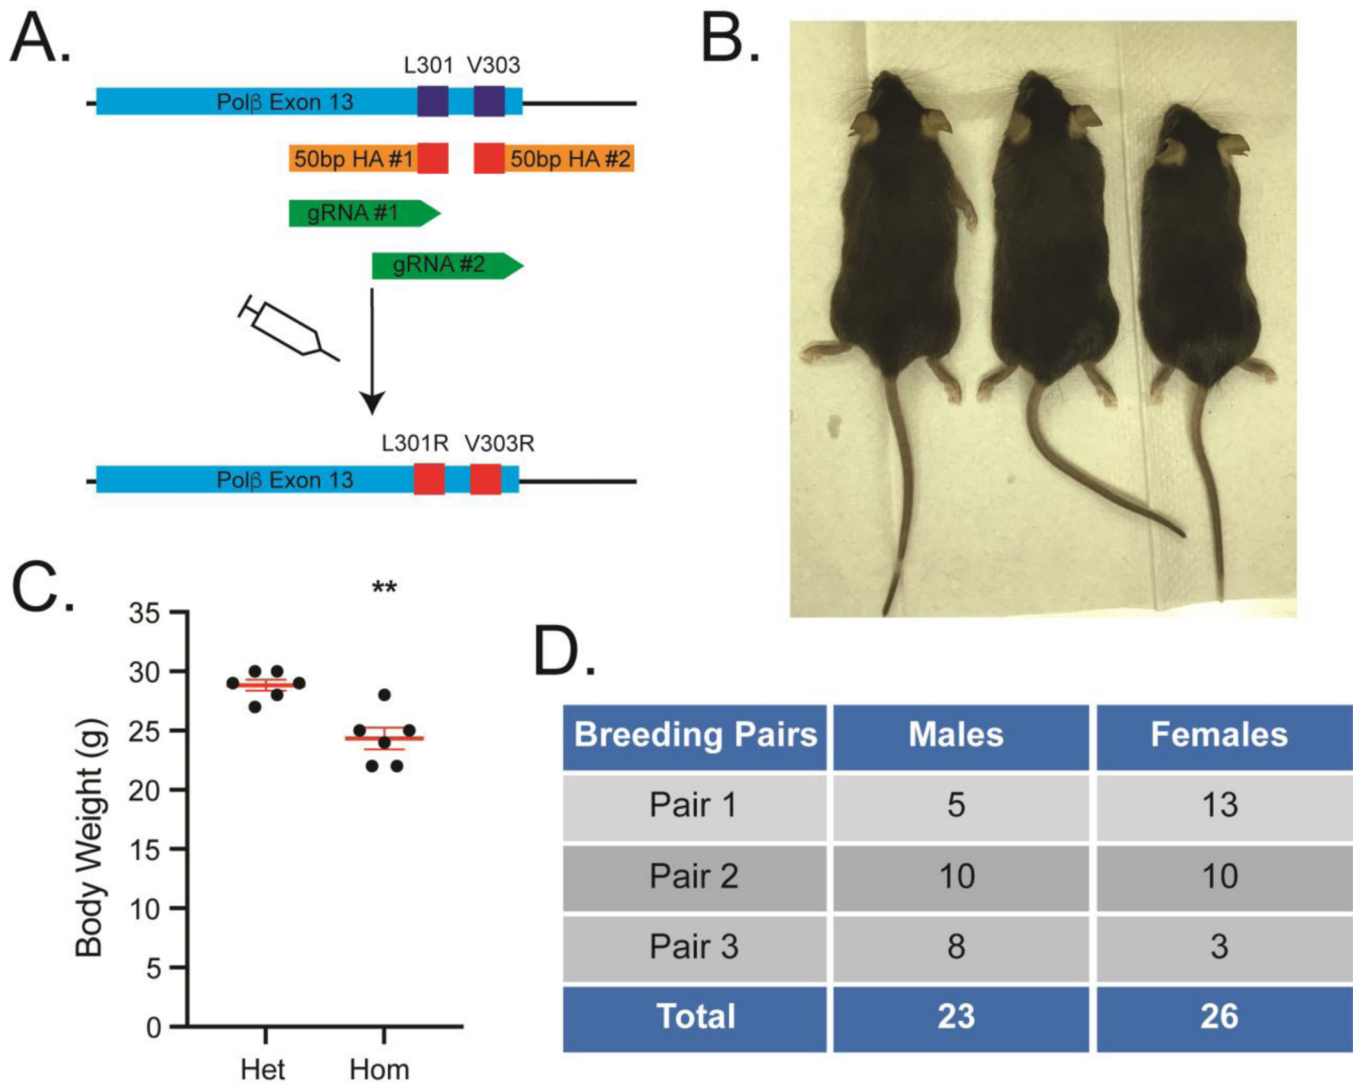 A.
L301 V303
Polβ Exon 13
50bp HA #1 50bp HA #2
gRNA #1
gRNA #2
L301R V303R
Polβ Exon 13
B.
C.
**
35
30
25
20
15
10
5
0
Body Weight (g)
Het Hom
D.
Breeding Pairs Males Females
Pair 1 5 13
Pair 2 10 10
Pair 3 8 3
Total 23 26